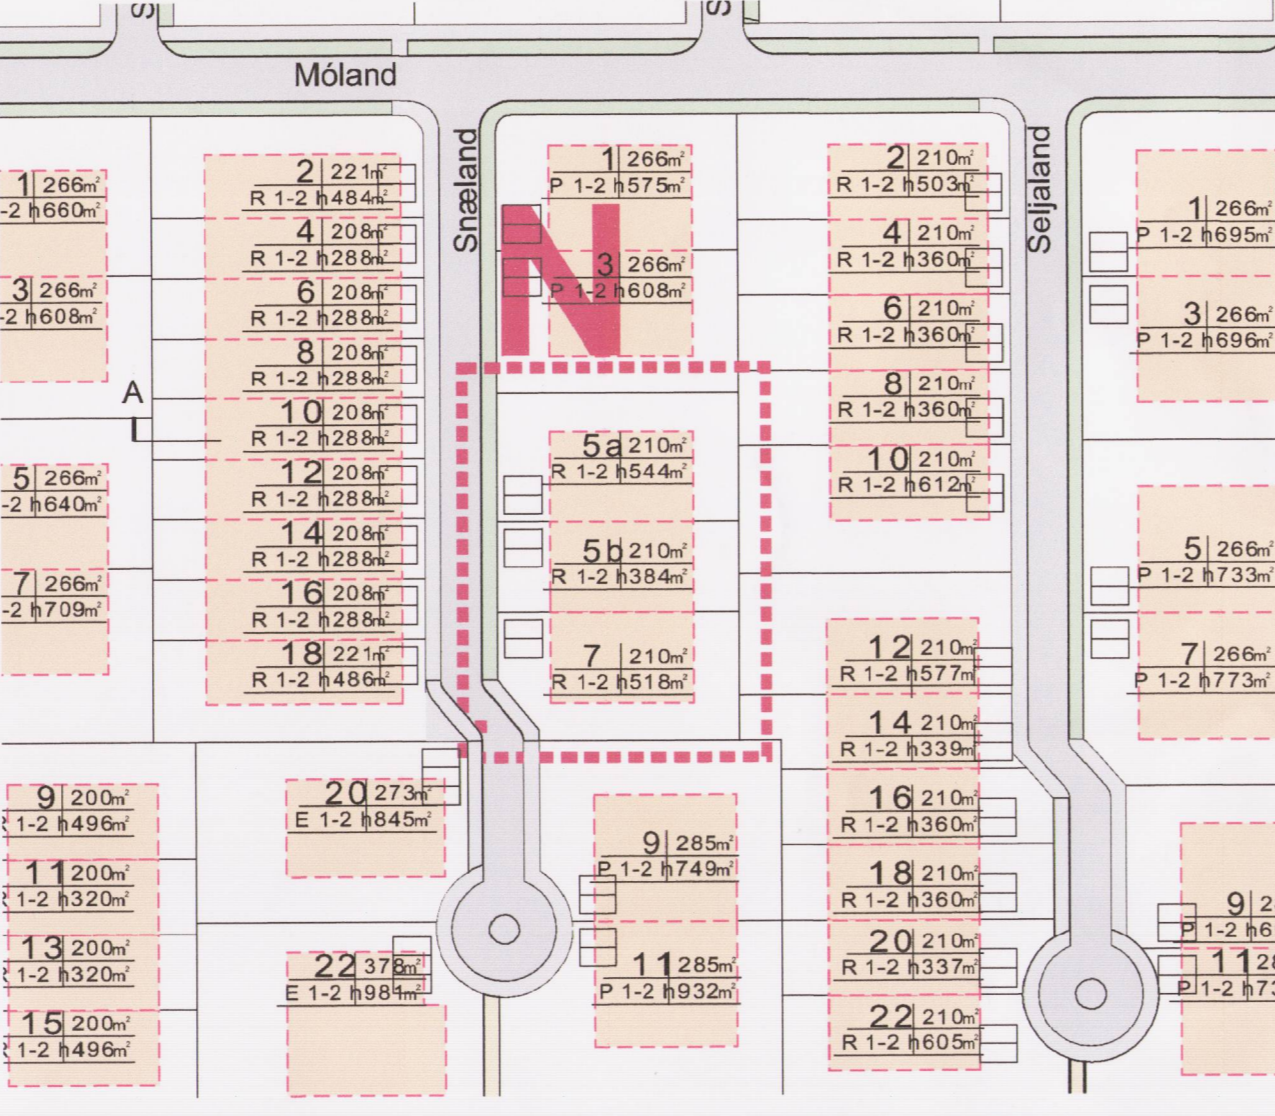 S
S
Móland
Snæland
Seljaland
N
A
1 266m²
-2 h660m²
3 266m²
-2 h608m²
5 266m²
-2 h640m²
7 266m²
-2 h709m²
2 221m²
R 1-2 h484m²
4 208m²
R 1-2 h288m²
6 208m²
R 1-2 h288m²
8 208m²
R 1-2 h288m²
10 208m²
R 1-2 h288m²
12 208m²
R 1-2 h288m²
14 208m²
R 1-2 h288m²
16 208m²
R 1-2 h288m²
18 221m²
R 1-2 h486m²
1 266m²
P 1-2 h575m²
3 266m²
P 1-2 h608m²
5a 210m²
R 1-2 h544m²
5b 210m²
R 1-2 h384m²
7 210m²
R 1-2 h518m²
2 210m²
R 1-2 h503m²
4 210m²
R 1-2 h360m²
6 210m²
R 1-2 h360m²
8 210m²
R 1-2 h360m²
10 210m²
R 1-2 h612m²
12 210m²
R 1-2 h577m²
14 210m²
R 1-2 h339m²
16 210m²
R 1-2 h360m²
18 210m²
R 1-2 h360m²
20 210m²
R 1-2 h337m²
22 210m²
R 1-2 h605m²
1 266m²
P 1-2 h695m²
3 266m²
P 1-2 h696m²
5 266m²
P 1-2 h733m²
7 266m²
P 1-2 h773m²
9 200m²
1-2 h496m²
11 200m²
1-2 h320m²
13 200m²
1-2 h320m²
15 200m²
1-2 h496m²
20 273m²
E 1-2 h845m²
22 378m²
E 1-2 h981m²
9 285m²
P 1-2 h749m²
11 285m²
P 1-2 h932m²
9 2
P 1-2 h6
11 28
P 1-2 h73